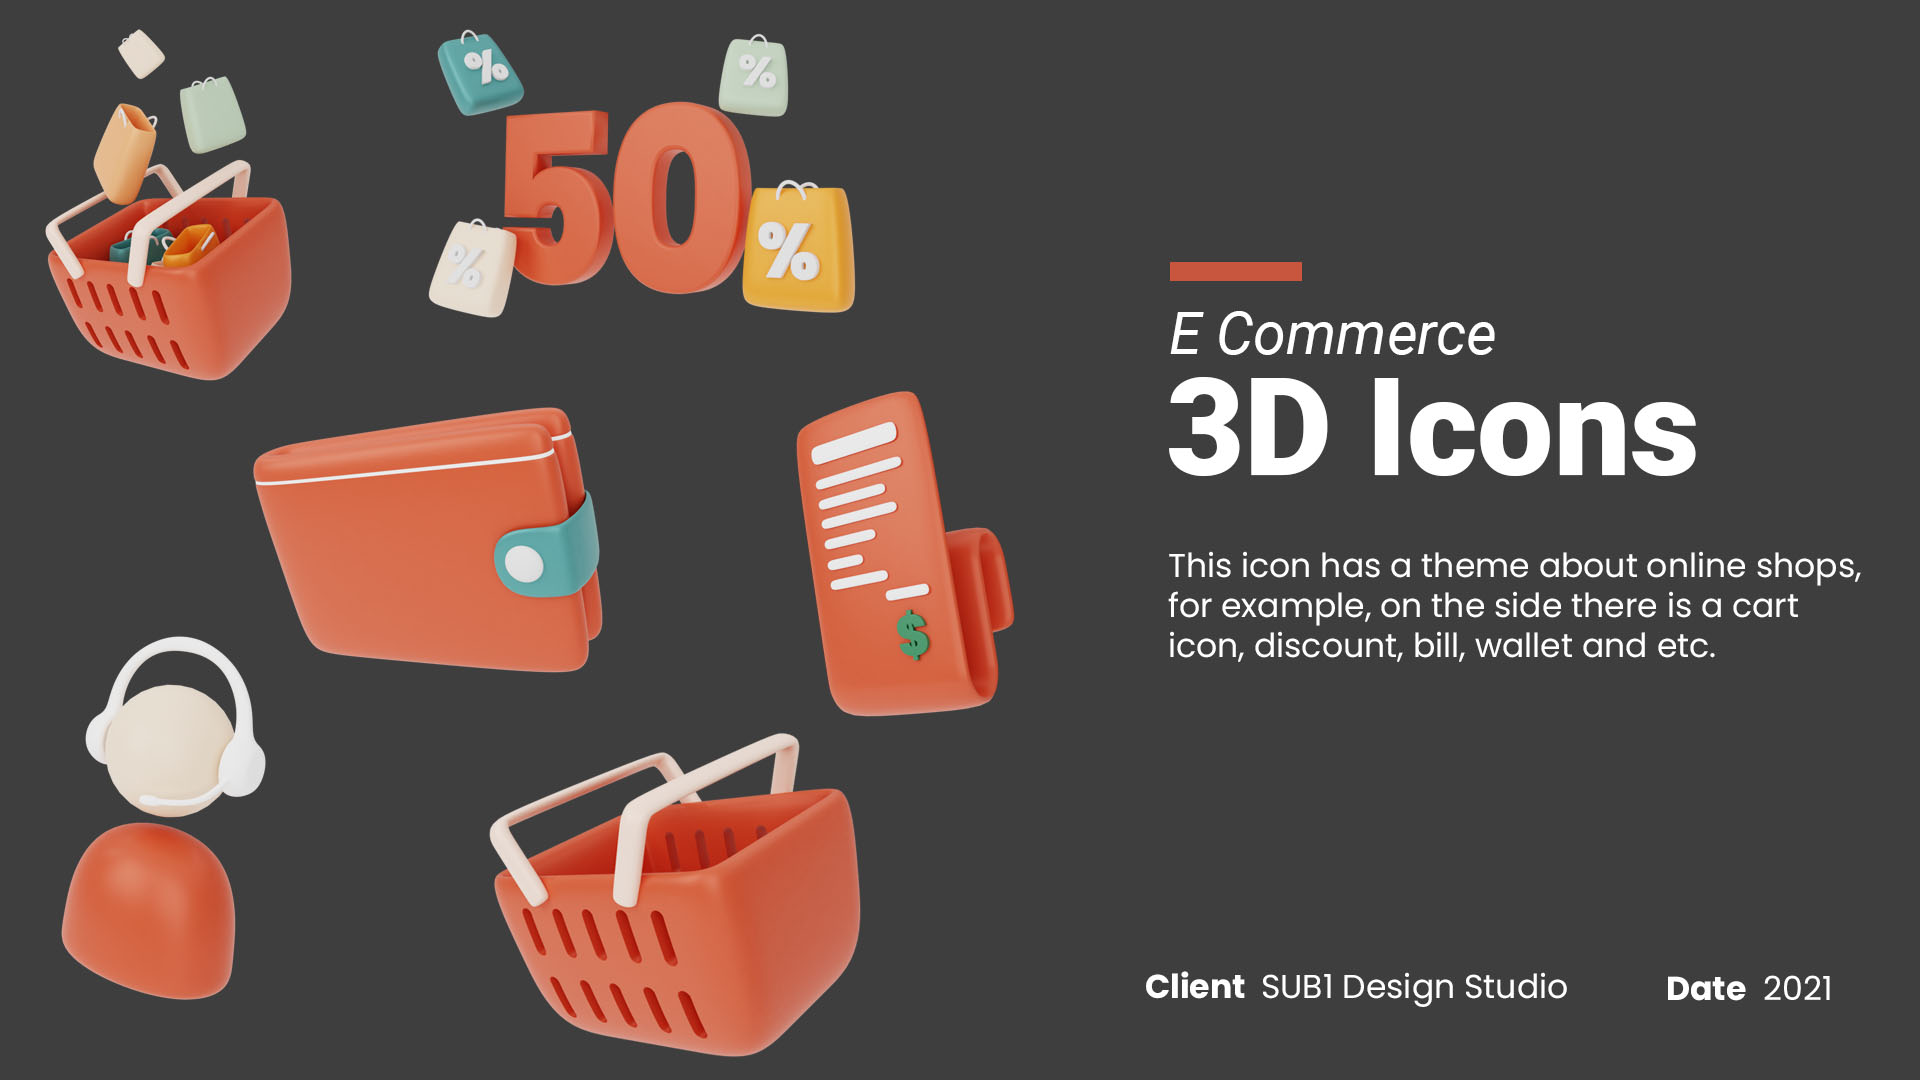 %
%
50
%
%
$
E Commerce
3D Icons
This icon has a theme about online shops,
for example, on the side there is a cart
icon, discount, bill, wallet and etc.
Client SUB1 Design Studio
Date 2021